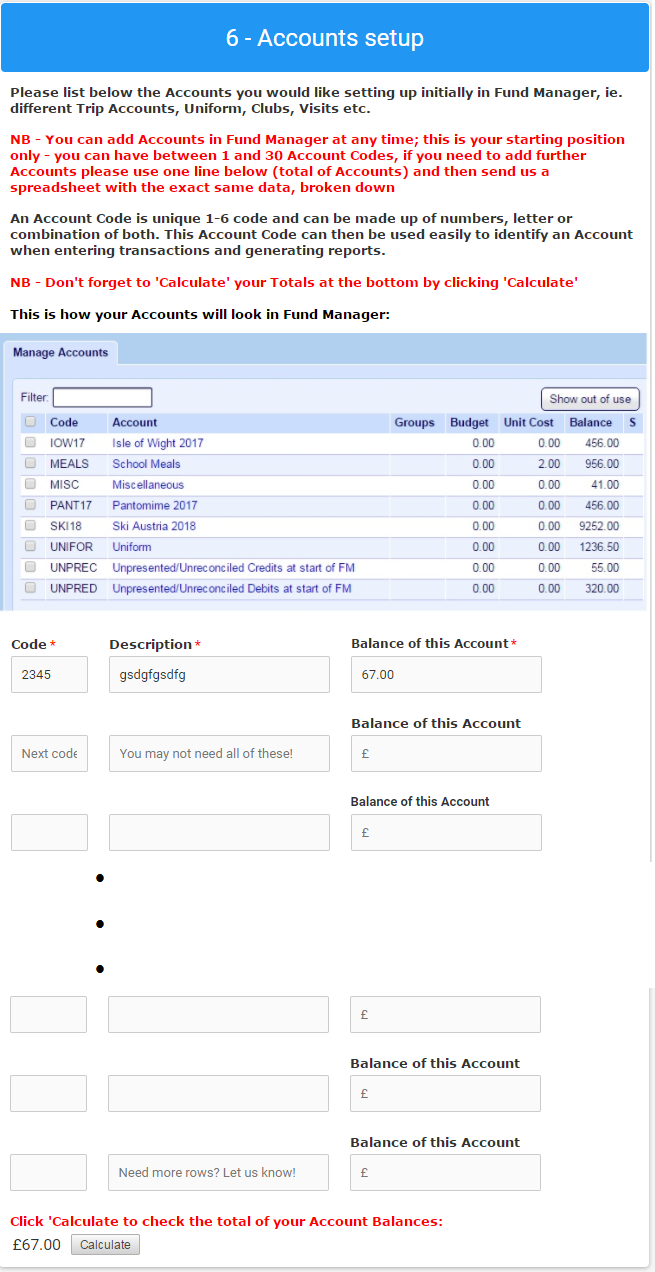 6 - Accounts setup
Please list below the Accounts you would like setting up initially in Fund Manager, ie.
different Trip Accounts, Uniform, Clubs, Visits etc.
NB - You can add Accounts in Fund Manager at any time; this is your starting position
only - you can have between 1 and 30 Account Codes, if you need to add further
Accounts please use one line below (total of Accounts) and then send us a
spreadsheet with the exact same data, broken down
An Account Code is unique 1-6 code and can be made up of numbers, letter or
combination of both. This Account Code can then be used easily to identify an Account
when entering transactions and generating reports.
NB - Don't forget to 'Calculate' your Totals at the bottom by clicking 'Calculate'
This is how your Accounts will look in Fund Manager:
Manage Accounts
Filter: Show out of use
Code Account Groups Budget Unit Cost Balance S
IOW17 Isle of Wight 2017 0.00 0.00 456.00
MEALS School Meals 0.00 2.00 956.00
MISC Miscellaneous 0.00 0.00 41.00
PANT17 Pantomime 2017 0.00 0.00 456.00
SKI18 Ski Austria 2018 0.00 0.00 9252.00
UNIFOR Uniform 0.00 0.00 1236.50
UNPREC Unpresented/Unreconciled Credits at start of FM 0.00 0.00 55.00
UNPRED Unpresented/Unreconciled Debits at start of FM 0.00 0.00 320.00
Code * Description * Balance of this Account *
2345 gsdgfgsdfg 67.00
Balance of this Account
Next code You may not need all of these! £
Balance of this Account
£
£
Balance of this Account
£
Balance of this Account
Need more rows? Let us know! £
Click 'Calculate to check the total of your Account Balances:
£67.00 Calculate